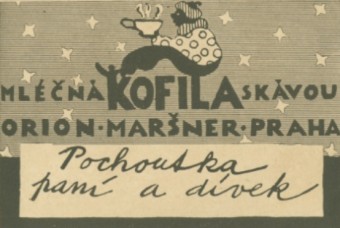 MLÉČNÁ KOFILA S KÁVOU
ORION·MARŠNER·PRAHA
Pochoutka
paní a dívek